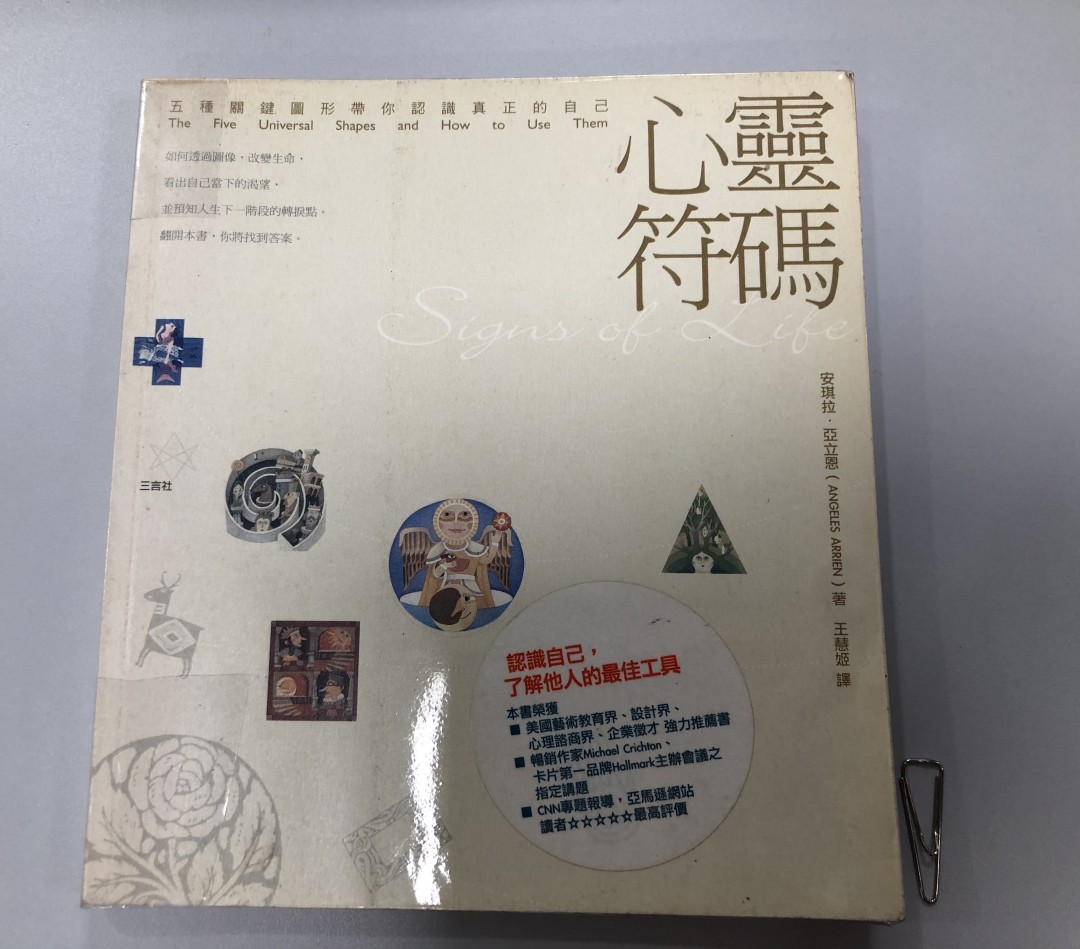 五種關鍵圖形帶你認識真正的自己
The Five Universal Shapes and How to Use Them
如何透過圖像，改變生命，
看出自己當下的渴望，
並預知人生下一階段的轉捩點。
翻開本書，你將找到答案。
心靈
符碼
Signs of Life
安琪拉．亞立恩（ANGELES ARRIEN）著 王慧姬 譯
三言社
認識自己，
了解他人的最佳工具
本書榮獲
■ 美國藝術教育界、設計界、
心理諮商界、企業徵才 強力推薦書
■ 暢銷作家Michael Crichton、
卡片第一品牌Hallmark主辦會議之
指定講題
■ CNN專題報導，亞馬遜網站
讀者☆☆☆☆☆最高評價